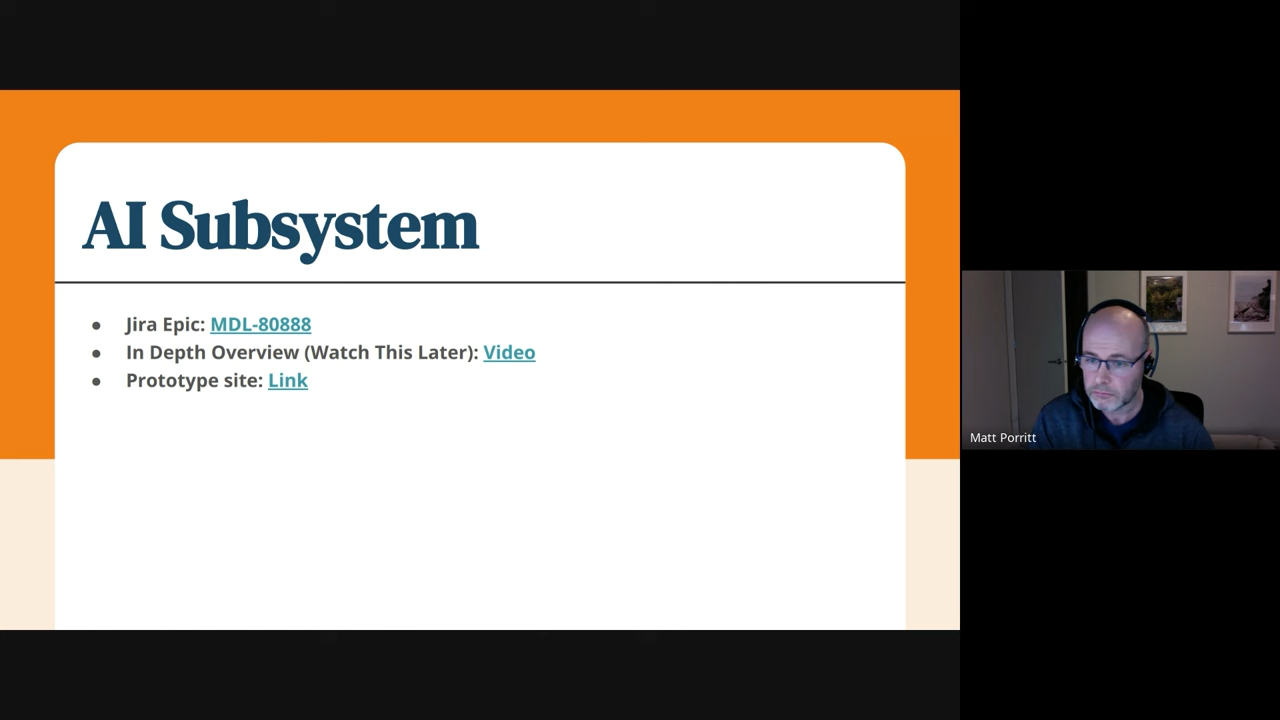 AI Subsystem
● Jira Epic: MDL-80888
● In Depth Overview (Watch This Later): Video
● Prototype site: Link
Matt Porritt